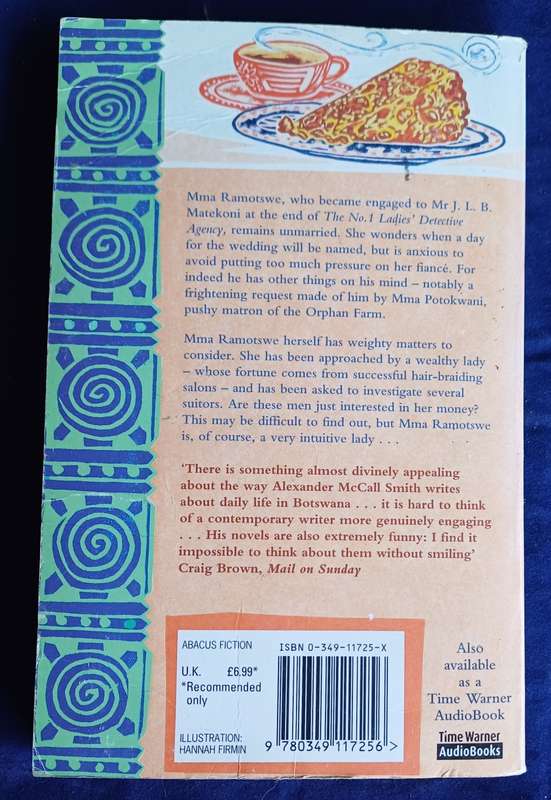 Mma Ramotswe, who became engaged to Mr J. L. B.
Matekoni at the end of The No.1 Ladies' Detective
Agency, remains unmarried. She wonders when a day
for the wedding will be named, but is anxious to
avoid putting too much pressure on her fiancé. For
indeed he has other things on his mind – notably a
frightening request made of him by Mma Potokwani,
pushy matron of the Orphan Farm.
Mma Ramotswe herself has weighty matters to
consider. She has been approached by a wealthy lady
– whose fortune comes from successful hair-braiding
salons – and has been asked to investigate several
suitors. Are these men just interested in her money?
This may be difficult to find out, but Mma Ramotswe
is, of course, a very intuitive lady . . .
'There is something almost divinely appealing
about the way Alexander McCall Smith writes
about daily life in Botswana . . . it is hard to think
of a contemporary writer more genuinely engaging
. . . His novels are also extremely funny: I find it
impossible to think about them without smiling'
Craig Brown, Mail on Sunday
ABACUS FICTION
U.K. £6.99*
*Recommended
only
ILLUSTRATION:
HANNAH FIRMIN
ISBN 0-349-11725-X
9 780349 117256 >
Also
available
as a
Time Warner
AudioBook
Time Warner
AudioBooks